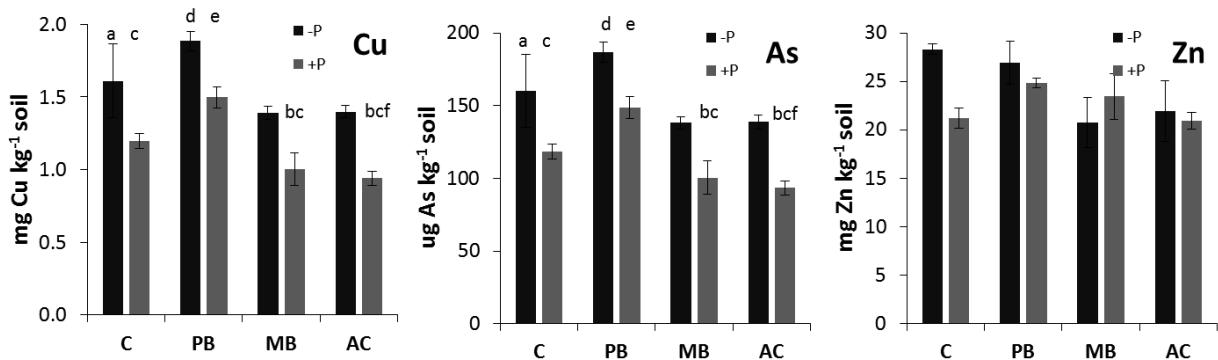 2.0
1.5
1.0
0.5
0.0
mg Cu kg-1 soil
a c
d e
bc
bcf
-P
+P
Cu
C PB MB AC
200
150
100
50
0
ug As kg-1 soil
a c
d e
bc
bcf
-P
+P
As
C PB MB AC
30
25
20
15
10
5
0
mg Zn kg-1 soil
-P
+P
Zn
C PB MB AC